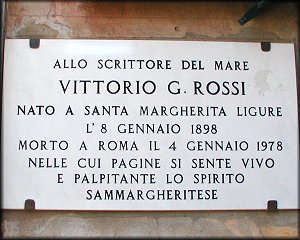 ALLO SCRITTORE DEL MARE
VITTORIO G. ROSSI
NATO A SANTA MARGHERITA LIGURE
L'8 GENNAIO 1898
MORTO A ROMA IL 4 GENNAIO 1978
NELLE CUI PAGINE SI SENTE VIVO
E PALPITANTE LO SPIRITO
SAMMARGHERITESE